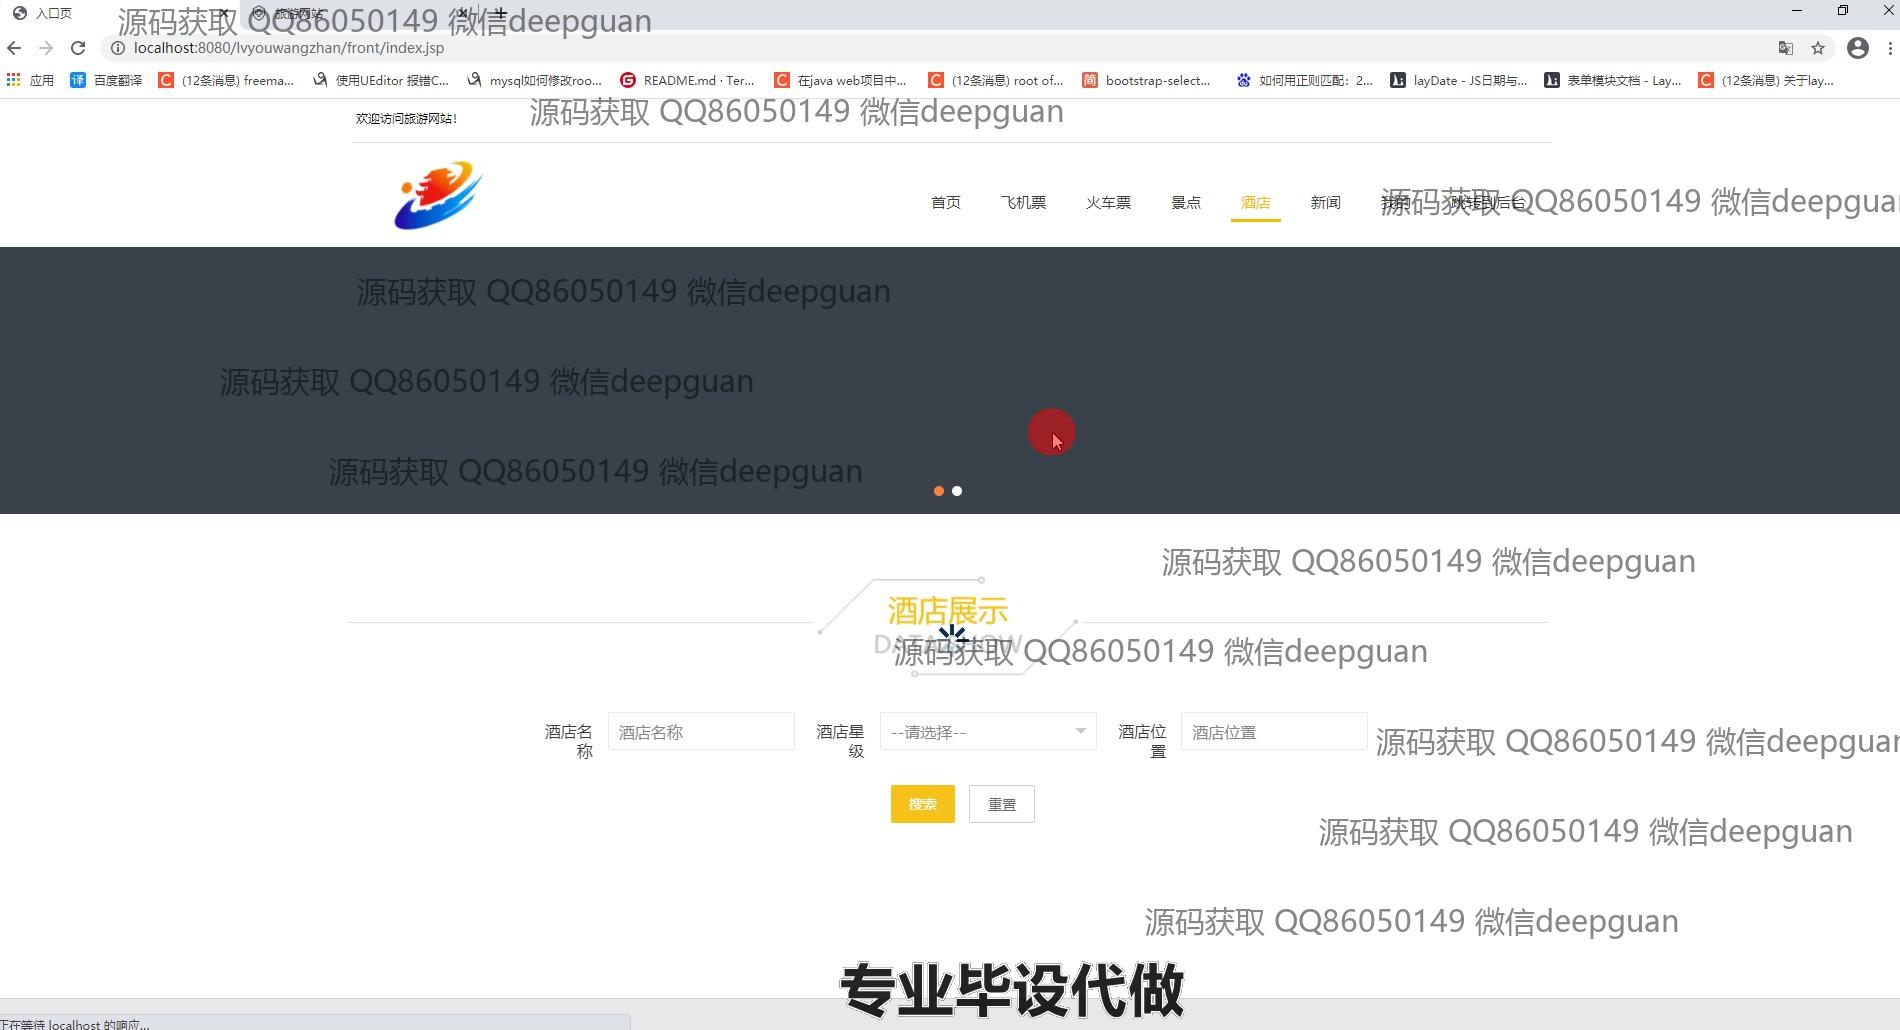 入口页
旅游网站
源码获取 QQ86050149 微信deepguan
localhost:8080/lvyouwangzhan/front/index.jsp
应用
百度翻译
(12条消息) freema...
使用UEditor 报错C...
mysql如何修改roo...
README.md · Ter...
在java web项目中...
(12条消息) root of...
bootstrap-select...
如何用正则匹配：2...
layDate - JS日期与...
表单模块文档 - Lay...
(12条消息) 关于lay...
欢迎访问旅游网站!
源码获取 QQ86050149 微信deepguan
首页
飞机票
火车票
景点
酒店
新闻
我的
跳转到后台
源码获取 QQ86050149 微信deepgua
源码获取 QQ86050149 微信deepguan
源码获取 QQ86050149 微信deepguan
源码获取 QQ86050149 微信deepguan
源码获取 QQ86050149 微信deepguan
酒店展示
DATA SHOW
源码获取 QQ86050149 微信deepguan
酒店名称
酒店名称
酒店星级
--请选择--
酒店位置
酒店位置
源码获取 QQ86050149 微信deepguan
搜索
重置
源码获取 QQ86050149 微信deepguan
源码获取 QQ86050149 微信deepguan
专业毕设代做
正在等待 localhost 的响应...